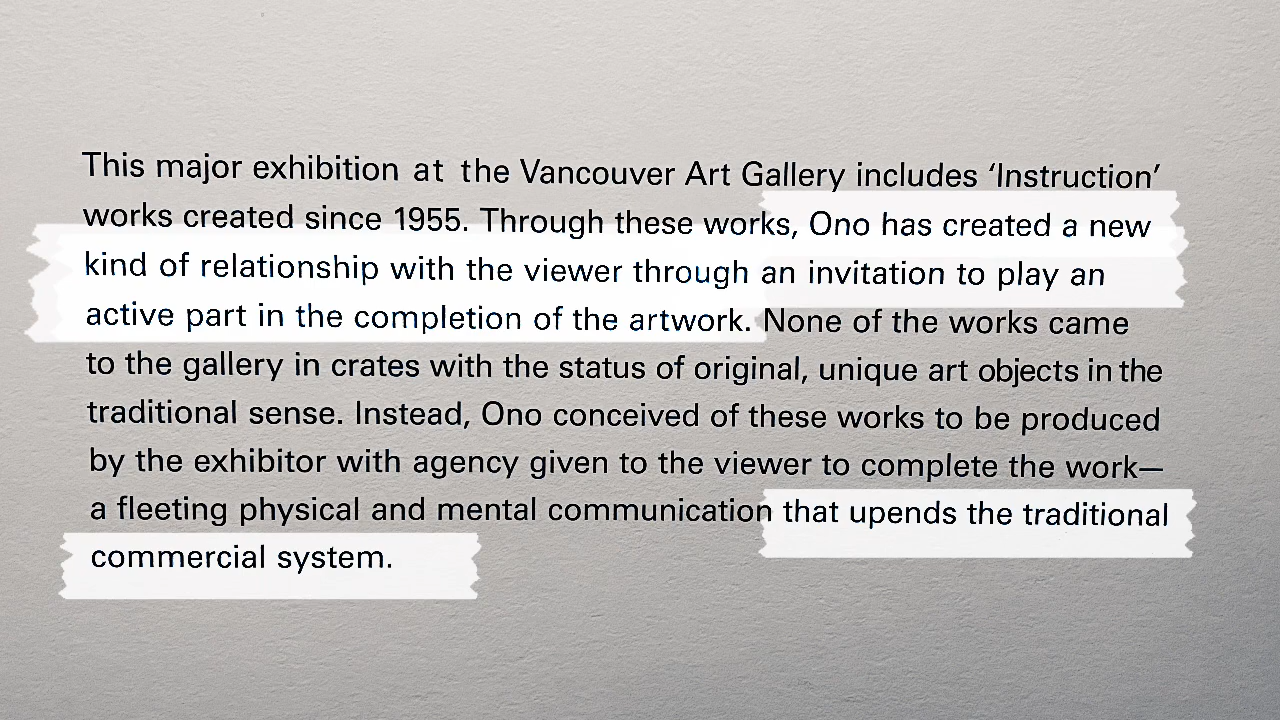 This major exhibition at the Vancouver Art Gallery includes ‘Instruction’
works created since 1955. Through these works, Ono has created a new
kind of relationship with the viewer through an invitation to play an
active part in the completion of the artwork. None of the works came
to the gallery in crates with the status of original, unique art objects in the
traditional sense. Instead, Ono conceived of these works to be produced
by the exhibitor with agency given to the viewer to complete the work—
a fleeting physical and mental communication that upends the traditional
commercial system.